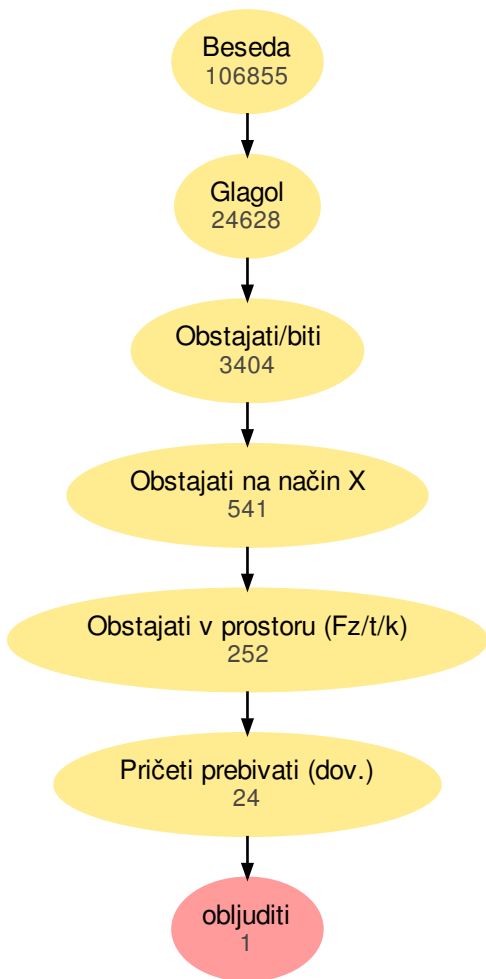 Beseda
106855
Glagol
24628
Obstajati/biti
3404
Obstajati na način X
541
Obstajati v prostoru (Fz/t/k)
252
Pričeti prebivati (dov.)
24
obljuditi
1